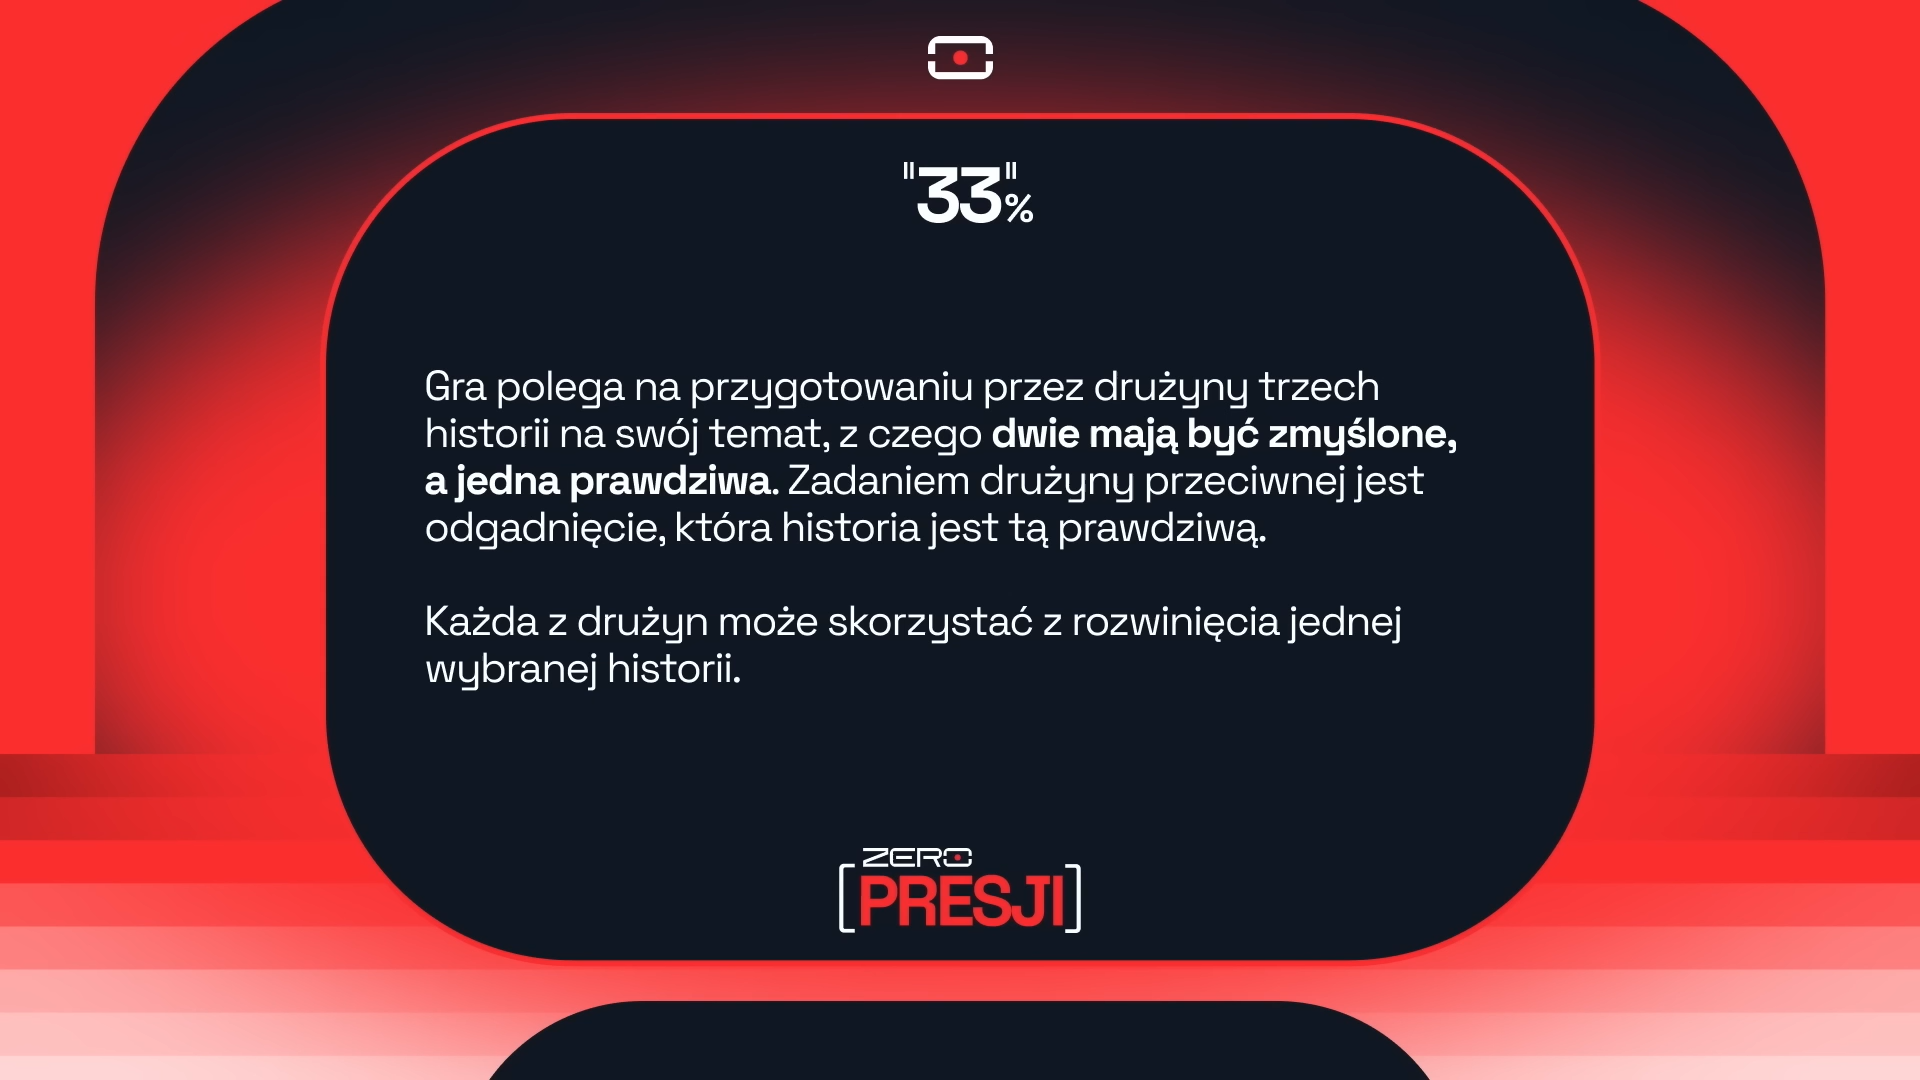 "33"%
Gra polega na przygotowaniu przez drużyny trzech
historii na swój temat, z czego dwie mają być zmyślone,
a jedna prawdziwa. Zadaniem drużyny przeciwnej jest
odgadnięcie, która historia jest tą prawdziwą.
Każda z drużyn może skorzystać z rozwinięcia jednej
wybranej historii.
ZERO
[PRESJI]